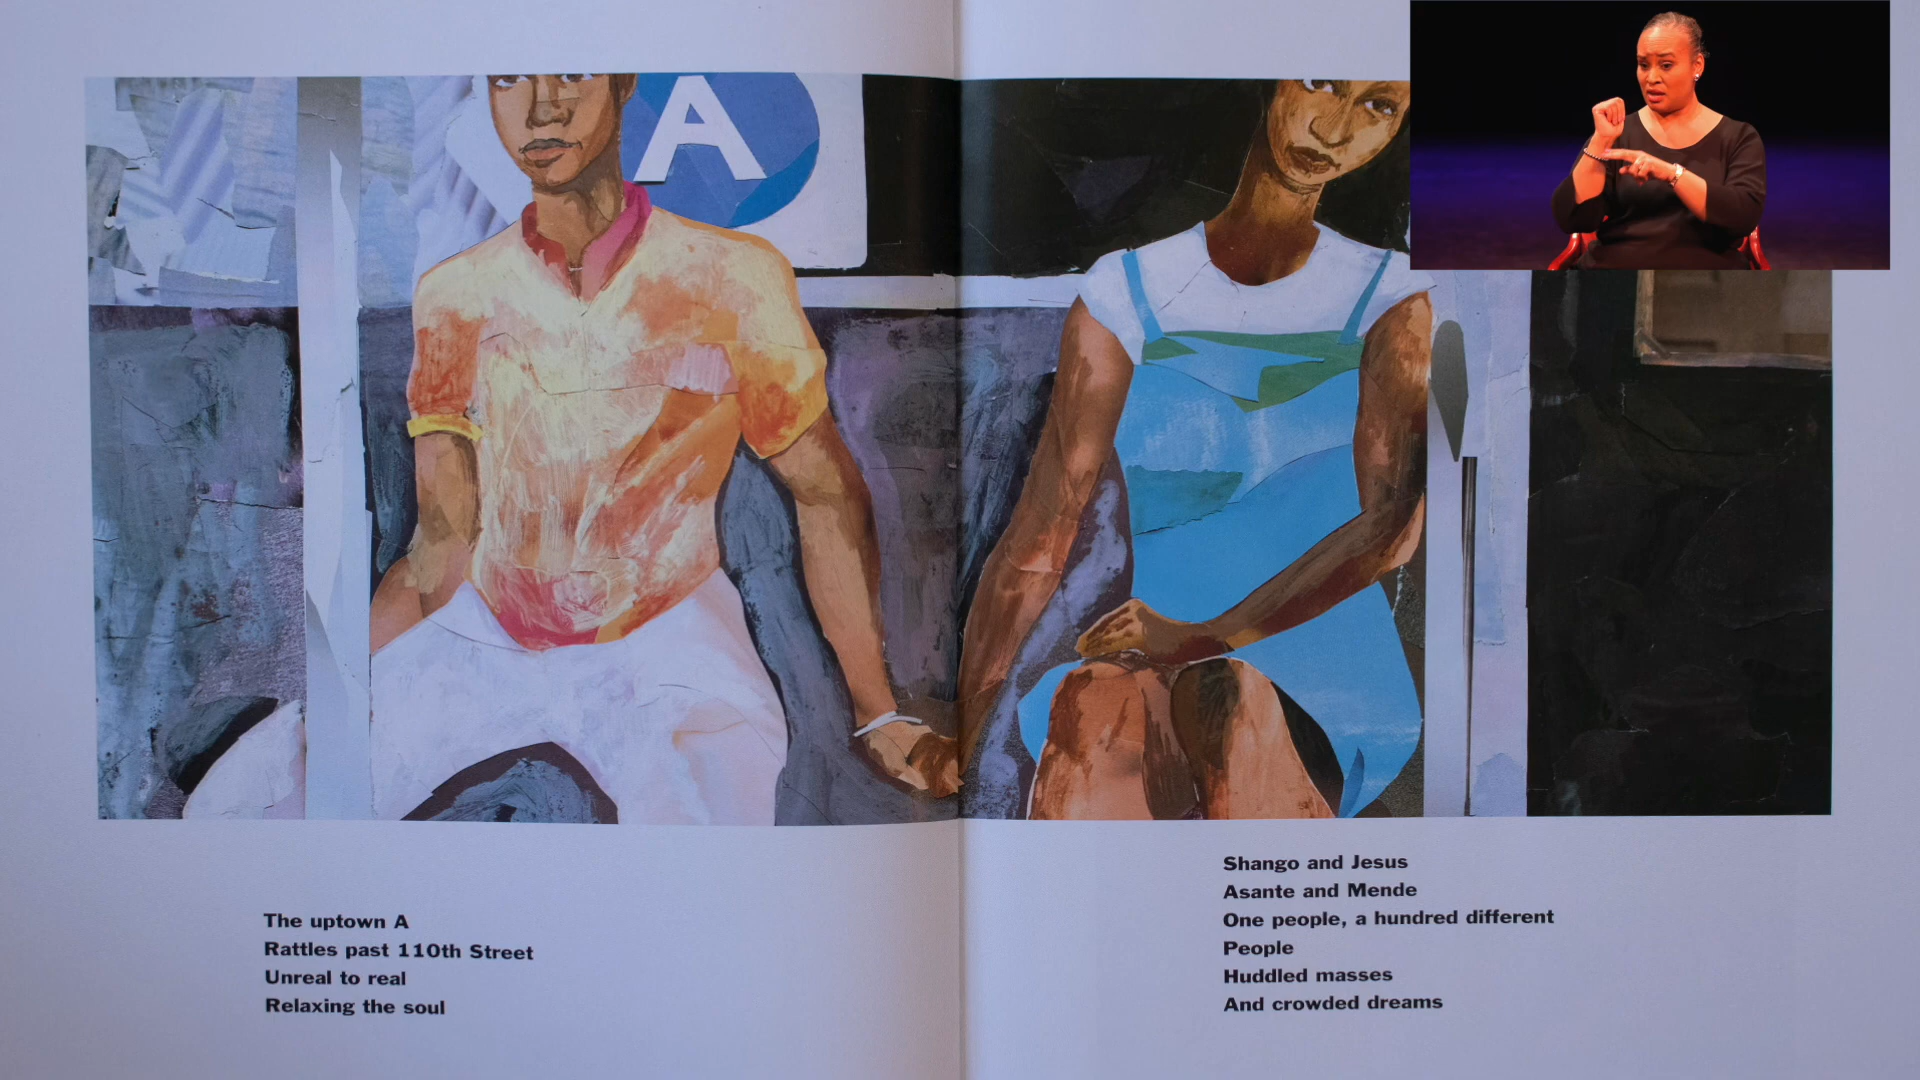 A
The uptown A
Rattles past 110th Street
Unreal to real
Relaxing the soul
Shango and Jesus
Asante and Mende
One people, a hundred different
People
Huddled masses
And crowded dreams